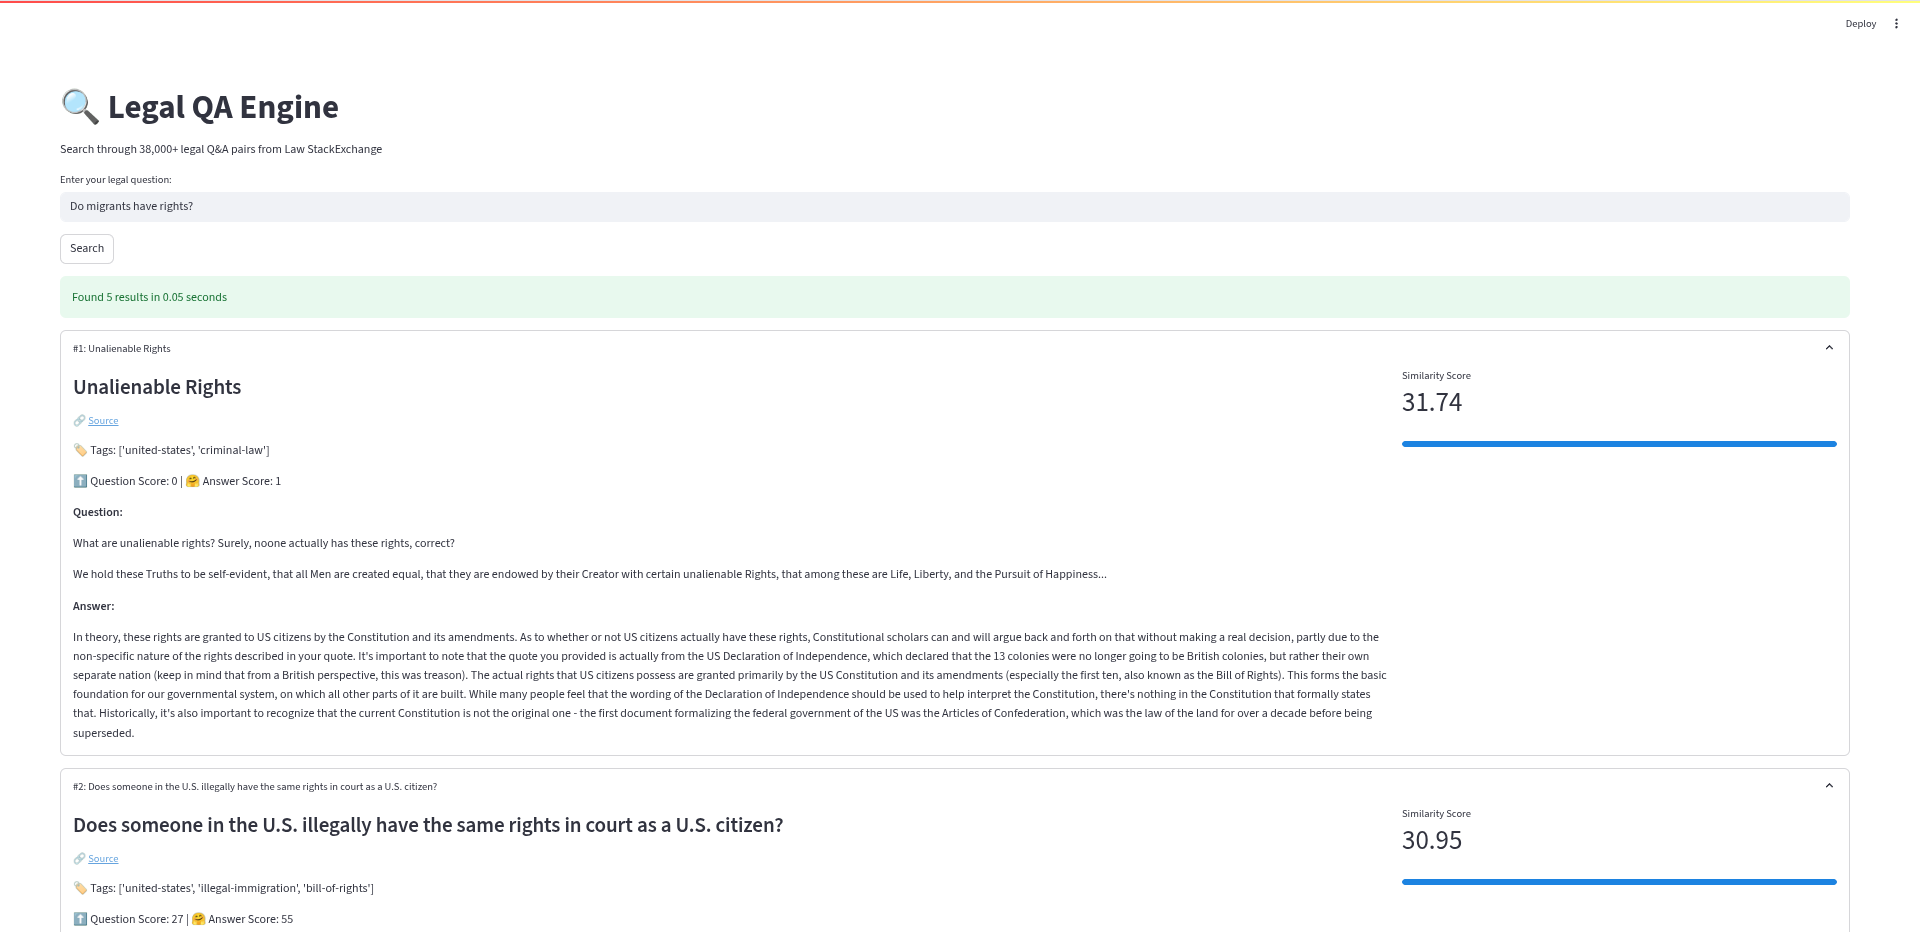 Deploy
🔍 Legal QA Engine
Search through 38,000+ legal Q&A pairs from Law StackExchange
Enter your legal question:
Do migrants have rights?
Search
Found 5 results in 0.05 seconds
#1: Unalienable Rights
Unalienable Rights
Similarity Score
31.74
🔗 Source
🏷️ Tags: ['united-states', 'criminal-law']
⬆️ Question Score: 0 | 🤗 Answer Score: 1
Question:
What are unalienable rights? Surely, noone actually has these rights, correct?
We hold these Truths to be self-evident, that all Men are created equal, that they are endowed by their Creator with certain unalienable Rights, that among these are Life, Liberty, and the Pursuit of Happiness...
Answer:
In theory, these rights are granted to US citizens by the Constitution and its amendments. As to whether or not US citizens actually have these rights, Constitutional scholars can and will argue back and forth on that without making a real decision, partly due to the
non-specific nature of the rights described in your quote. It's important to note that the quote you provided is actually from the US Declaration of Independence, which declared that the 13 colonies were no longer going to be British colonies, but rather their own
separate nation (keep in mind that from a British perspective, this was treason). The actual rights that US citizens possess are granted primarily by the US Constitution and its amendments (especially the first ten, also known as the Bill of Rights). This forms the basic
foundation for our governmental system, on which all other parts of it are built. While many people feel that the wording of the Declaration of Independence should be used to help interpret the Constitution, there's nothing in the Constitution that formally states
that. Historically, it's also important to recognize that the current Constitution is not the original one - the first document formalizing the federal government of the US was the Articles of Confederation, which was the law of the land for over a decade before being
superseded.
#2: Does someone in the U.S. illegally have the same rights in court as a U.S. citizen?
Does someone in the U.S. illegally have the same rights in court as a U.S. citizen?
Similarity Score
30.95
🔗 Source
🏷️ Tags: ['united-states', 'illegal-immigration', 'bill-of-rights']
⬆️ Question Score: 27 | 🤗 Answer Score: 55